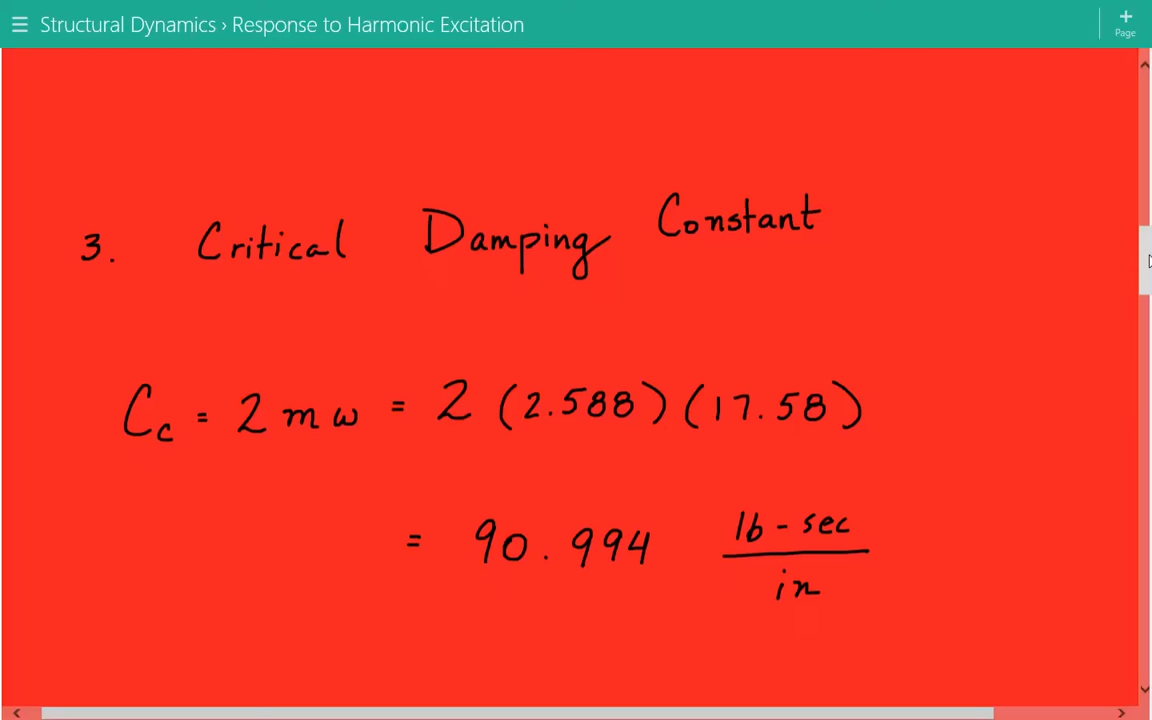 Structural Dynamics › Response to Harmonic Excitation
Page
3. Critical Damping Constant
Cc = 2 m ω = 2 (2.588) (17.58)
= 90.994 lb - sec
in